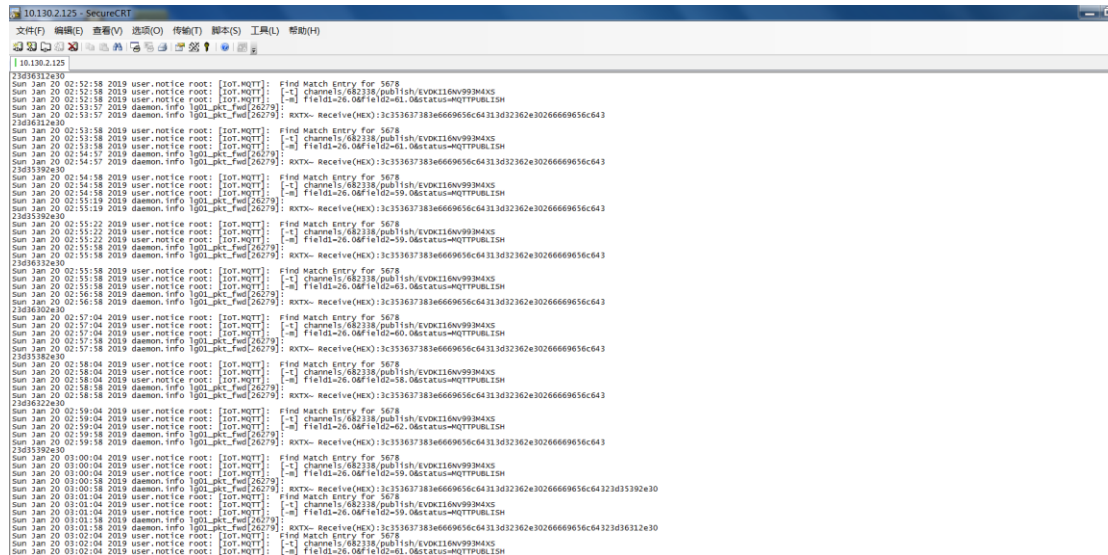 10.130.2.125 - SecureCRT
文件(F) 编辑(E) 查看(V) 选项(O) 传输(T) 脚本(S) 工具(L) 帮助(H)
10.130.2.125
23d36312e30
Sun Jan 20 02:52:58 2019 user.notice root: [IoT.MQTT]: Find Match Entry for 5678
Sun Jan 20 02:52:58 2019 user.notice root: [IoT.MQTT]: [-t] channels/682338/publish/EVDKI16NV993M4XS
Sun Jan 20 02:52:58 2019 user.notice root: [IoT.MQTT]: [-m] field1=26.0&field2=61.0&status=MQTTPUBLISH
Sun Jan 20 02:53:57 2019 daemon.info lg01_pkt_fwd[26279]:
Sun Jan 20 02:53:57 2019 daemon.info lg01_pkt_fwd[26279]: RXTX~ Receive(HEX):3c353637383e6669656c64313d32362e30266669656c643
23d36312e30
Sun Jan 20 02:53:58 2019 user.notice root: [IoT.MQTT]: Find Match Entry for 5678
Sun Jan 20 02:53:58 2019 user.notice root: [IoT.MQTT]: [-t] channels/682338/publish/EVDKI16NV993M4XS
Sun Jan 20 02:53:58 2019 user.notice root: [IoT.MQTT]: [-m] field1=26.0&field2=61.0&status=MQTTPUBLISH
Sun Jan 20 02:54:57 2019 daemon.info lg01_pkt_fwd[26279]:
Sun Jan 20 02:54:57 2019 daemon.info lg01_pkt_fwd[26279]: RXTX~ Receive(HEX):3c353637383e6669656c64313d32362e30266669656c643
23d35392e30
Sun Jan 20 02:54:58 2019 user.notice root: [IoT.MQTT]: Find Match Entry for 5678
Sun Jan 20 02:54:58 2019 user.notice root: [IoT.MQTT]: [-t] channels/682338/publish/EVDKI16NV993M4XS
Sun Jan 20 02:54:58 2019 user.notice root: [IoT.MQTT]: [-m] field1=26.0&field2=59.0&status=MQTTPUBLISH
Sun Jan 20 02:55:19 2019 daemon.info lg01_pkt_fwd[26279]:
Sun Jan 20 02:55:19 2019 daemon.info lg01_pkt_fwd[26279]: RXTX~ Receive(HEX):3c353637383e6669656c64313d32362e30266669656c643
23d35392e30
Sun Jan 20 02:55:22 2019 user.notice root: [IoT.MQTT]: Find Match Entry for 5678
Sun Jan 20 02:55:22 2019 user.notice root: [IoT.MQTT]: [-t] channels/682338/publish/EVDKI16NV993M4XS
Sun Jan 20 02:55:22 2019 user.notice root: [IoT.MQTT]: [-m] field1=26.0&field2=59.0&status=MQTTPUBLISH
Sun Jan 20 02:55:58 2019 daemon.info lg01_pkt_fwd[26279]:
Sun Jan 20 02:55:58 2019 daemon.info lg01_pkt_fwd[26279]: RXTX~ Receive(HEX):3c353637383e6669656c64313d32362e30266669656c643
23d36332e30
Sun Jan 20 02:55:58 2019 user.notice root: [IoT.MQTT]: Find Match Entry for 5678
Sun Jan 20 02:55:58 2019 user.notice root: [IoT.MQTT]: [-t] channels/682338/publish/EVDKI16NV993M4XS
Sun Jan 20 02:55:58 2019 user.notice root: [IoT.MQTT]: [-m] field1=26.0&field2=63.0&status=MQTTPUBLISH
Sun Jan 20 02:56:58 2019 daemon.info lg01_pkt_fwd[26279]:
Sun Jan 20 02:56:58 2019 daemon.info lg01_pkt_fwd[26279]: RXTX~ Receive(HEX):3c353637383e6669656c64313d32362e30266669656c643
23d36302e30
Sun Jan 20 02:57:04 2019 user.notice root: [IoT.MQTT]: Find Match Entry for 5678
Sun Jan 20 02:57:04 2019 user.notice root: [IoT.MQTT]: [-t] channels/682338/publish/EVDKI16NV993M4XS
Sun Jan 20 02:57:04 2019 user.notice root: [IoT.MQTT]: [-m] field1=26.0&field2=60.0&status=MQTTPUBLISH
Sun Jan 20 02:57:58 2019 daemon.info lg01_pkt_fwd[26279]:
Sun Jan 20 02:57:58 2019 daemon.info lg01_pkt_fwd[26279]: RXTX~ Receive(HEX):3c353637383e6669656c64313d32362e30266669656c643
23d35382e30
Sun Jan 20 02:58:04 2019 user.notice root: [IoT.MQTT]: Find Match Entry for 5678
Sun Jan 20 02:58:04 2019 user.notice root: [IoT.MQTT]: [-t] channels/682338/publish/EVDKI16NV993M4XS
Sun Jan 20 02:58:04 2019 user.notice root: [IoT.MQTT]: [-m] field1=26.0&field2=58.0&status=MQTTPUBLISH
Sun Jan 20 02:58:58 2019 daemon.info lg01_pkt_fwd[26279]:
Sun Jan 20 02:58:58 2019 daemon.info lg01_pkt_fwd[26279]: RXTX~ Receive(HEX):3c353637383e6669656c64313d32362e30266669656c643
23d36322e30
Sun Jan 20 02:59:04 2019 user.notice root: [IoT.MQTT]: Find Match Entry for 5678
Sun Jan 20 02:59:04 2019 user.notice root: [IoT.MQTT]: [-t] channels/682338/publish/EVDKI16NV993M4XS
Sun Jan 20 02:59:04 2019 user.notice root: [IoT.MQTT]: [-m] field1=26.0&field2=62.0&status=MQTTPUBLISH
Sun Jan 20 02:59:58 2019 daemon.info lg01_pkt_fwd[26279]:
Sun Jan 20 02:59:58 2019 daemon.info lg01_pkt_fwd[26279]: RXTX~ Receive(HEX):3c353637383e6669656c64313d32362e30266669656c643
23d35392e30
Sun Jan 20 03:00:04 2019 user.notice root: [IoT.MQTT]: Find Match Entry for 5678
Sun Jan 20 03:00:04 2019 user.notice root: [IoT.MQTT]: [-t] channels/682338/publish/EVDKI16NV993M4XS
Sun Jan 20 03:00:04 2019 user.notice root: [IoT.MQTT]: [-m] field1=26.0&field2=59.0&status=MQTTPUBLISH
Sun Jan 20 03:00:58 2019 daemon.info lg01_pkt_fwd[26279]:
Sun Jan 20 03:00:58 2019 daemon.info lg01_pkt_fwd[26279]: RXTX~ Receive(HEX):3c353637383e6669656c64313d32362e30266669656c64323d35392e30
Sun Jan 20 03:01:04 2019 user.notice root: [IoT.MQTT]: Find Match Entry for 5678
Sun Jan 20 03:01:04 2019 user.notice root: [IoT.MQTT]: [-t] channels/682338/publish/EVDKI16NV993M4XS
Sun Jan 20 03:01:04 2019 user.notice root: [IoT.MQTT]: [-m] field1=26.0&field2=59.0&status=MQTTPUBLISH
Sun Jan 20 03:01:58 2019 daemon.info lg01_pkt_fwd[26279]:
Sun Jan 20 03:01:58 2019 daemon.info lg01_pkt_fwd[26279]: RXTX~ Receive(HEX):3c353637383e6669656c64313d32362e30266669656c64323d36312e30
Sun Jan 20 03:02:04 2019 user.notice root: [IoT.MQTT]: Find Match Entry for 5678
Sun Jan 20 03:02:04 2019 user.notice root: [IoT.MQTT]: [-t] channels/682338/publish/EVDKI16NV993M4XS
Sun Jan 20 03:02:04 2019 user.notice root: [IoT.MQTT]: [-m] field1=26.0&field2=61.0&status=MQTTPUBLISH